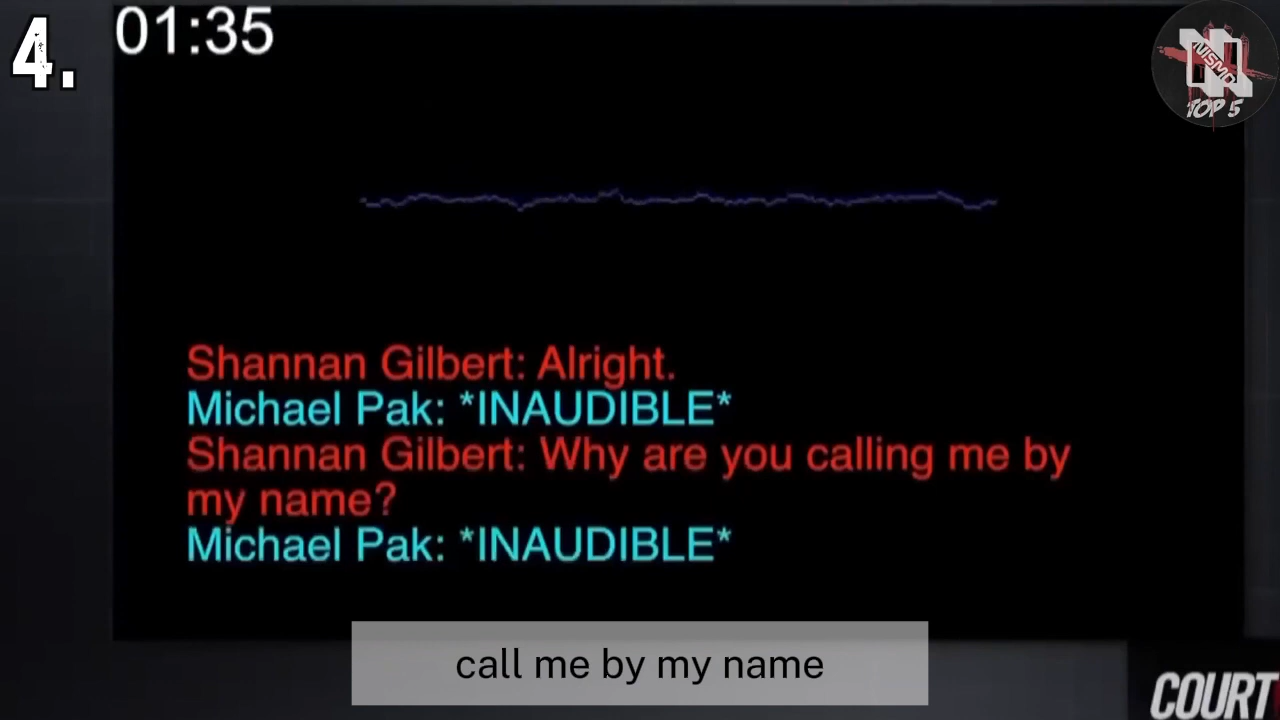 4.
01:35
NISMO
TOP 5
Shannan Gilbert: Alright.
Michael Pak: *INAUDIBLE*
Shannan Gilbert: Why are you calling me by
my name?
Michael Pak: *INAUDIBLE*
call me by my name
COURT